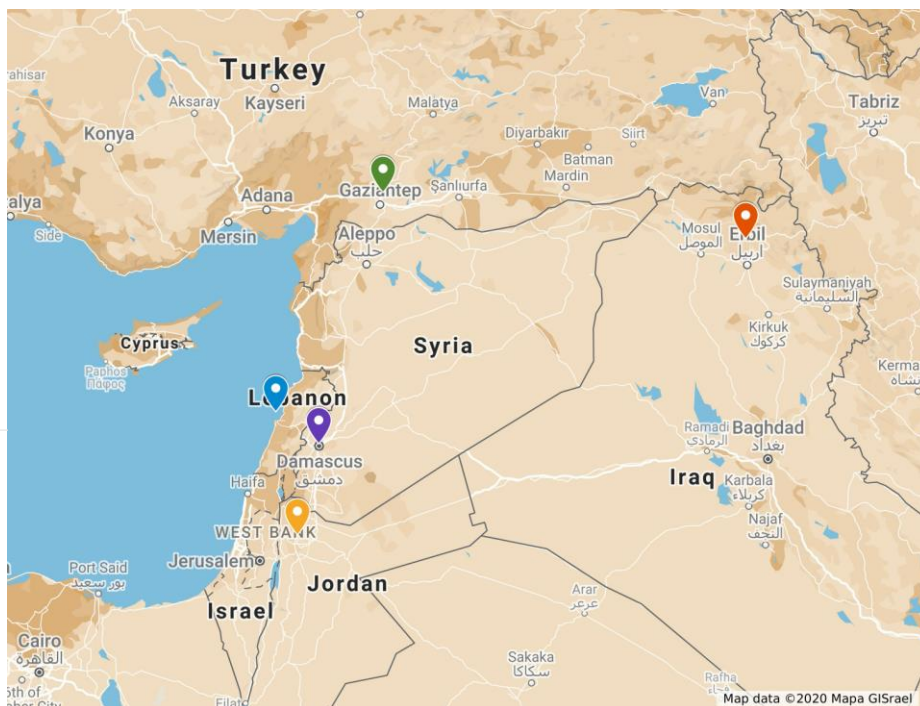 Turkey
Kayseri
Aksaray
Malatya
Van
Tabriz
تبریز
Konya
Diyarbakır
Siirt
Batman
Mardin
Gaziantep
Şanlıurfa
Adana
Mersin
Side
Aleppo
حلب
Mosul
الموصل
Erbil
اربيل
Sulaymaniyah
السليمانية
Kirkuk
كركوك
Cyprus
Paphos
Πάφος
Syria
Lebanon
Damascus
دمشق
Haifa
Ramadi
الرمادي
Baghdad
بغداد
Iraq
Karbala
كربلاء
Najaf
النجف
WEST BANK
Jerusalem
Port Said
بور سعيد
Jordan
Israel
Arar
عرعر
Cairo
القاهرة
Sakaka
سكاكا
Rafha
Map data ©2020 Mapa GISrael